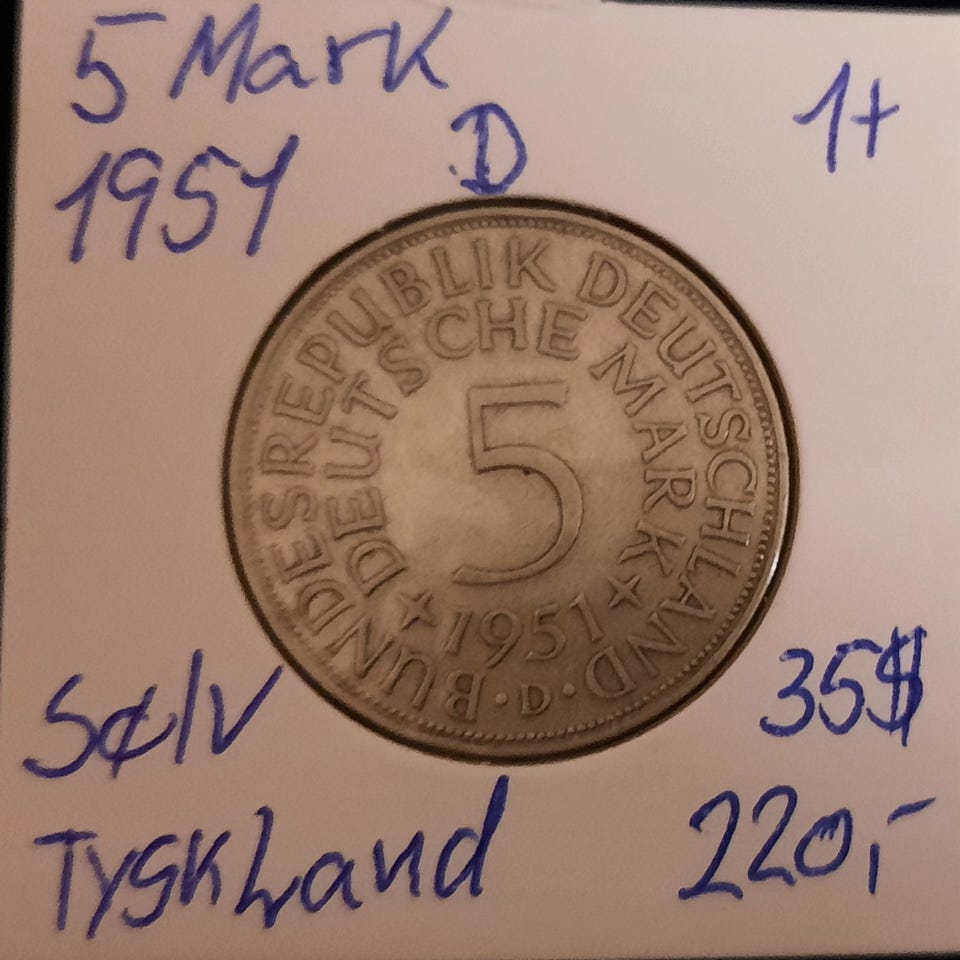 5 Mark
1951
D
1+
BUNDESREPUBLIK DEUTSCHLAND
DEUTSCHE MARK
5
1951
· D ·
Sølv
35$
Tyskland
220,-